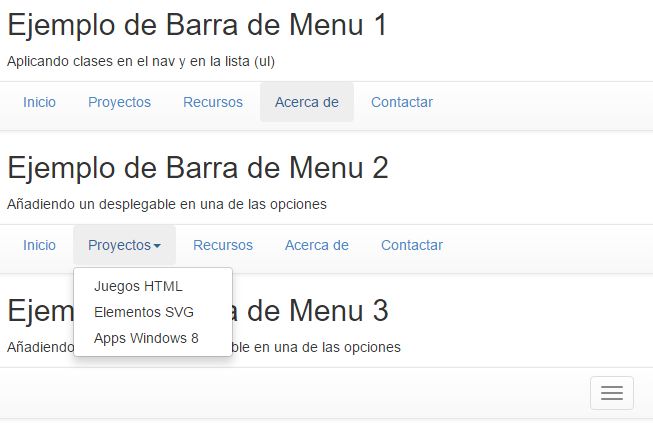 Ejemplo de Barra de Menu 1
Aplicando clases en el nav y en la lista (ul)
Inicio Proyectos Recursos Acerca de Contactar
Ejemplo de Barra de Menu 2
Añadiendo un desplegable en una de las opciones
Inicio Proyectos Recursos Acerca de Contactar
Juegos HTML
Elementos SVG
Apps Windows 8
a de Menu 3
Añadiendo ble en una de las opciones